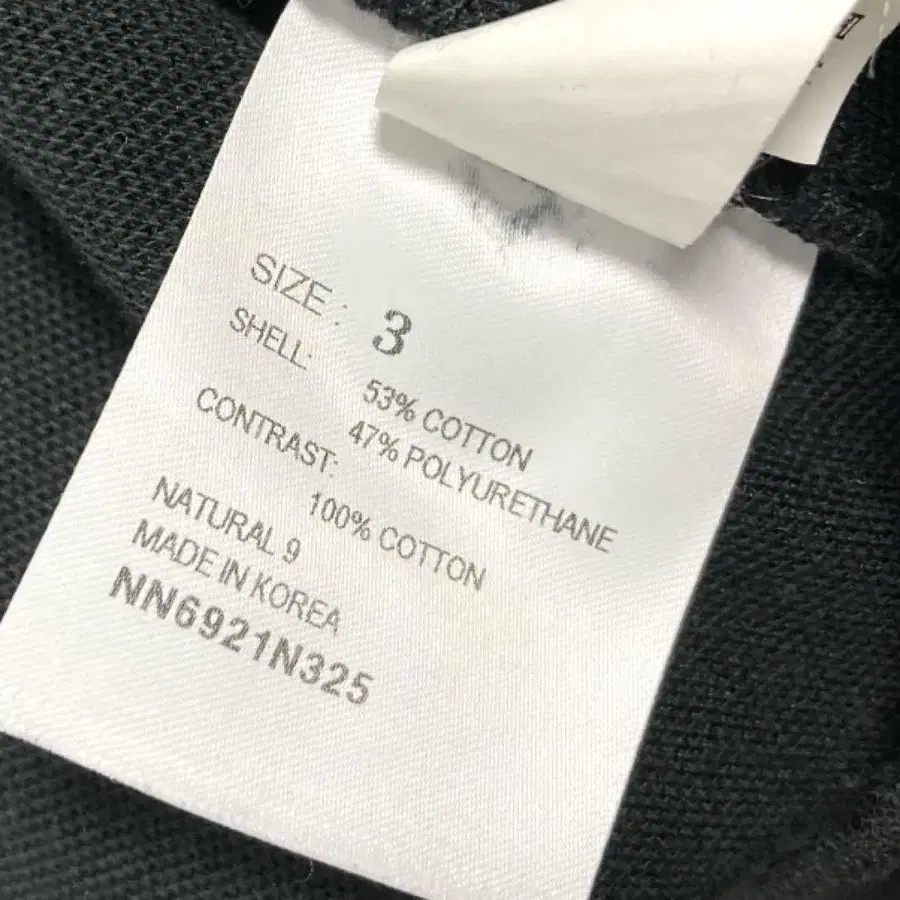 SIZE : 3
SHELL:
53% COTTON
47% POLYURETHANE
CONTRAST:
100% COTTON
NATURAL 9
MADE IN KOREA
NN6921N325